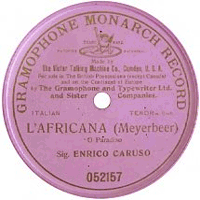 GRAMOPHONE MONARCH RECORD
Made by
The Victor Talking Machine Co., Camden, U.S.A.
For sale in The British Possessions (except Canada)
and on the Continent of Europe
by The Gramophone and Typewriter Ltd.
and Sister Companies.
ITALIAN TENOR
L'AFRICANA (Meyerbeer)
"O Paradiso
Sig. ENRICO CARUSO
052157